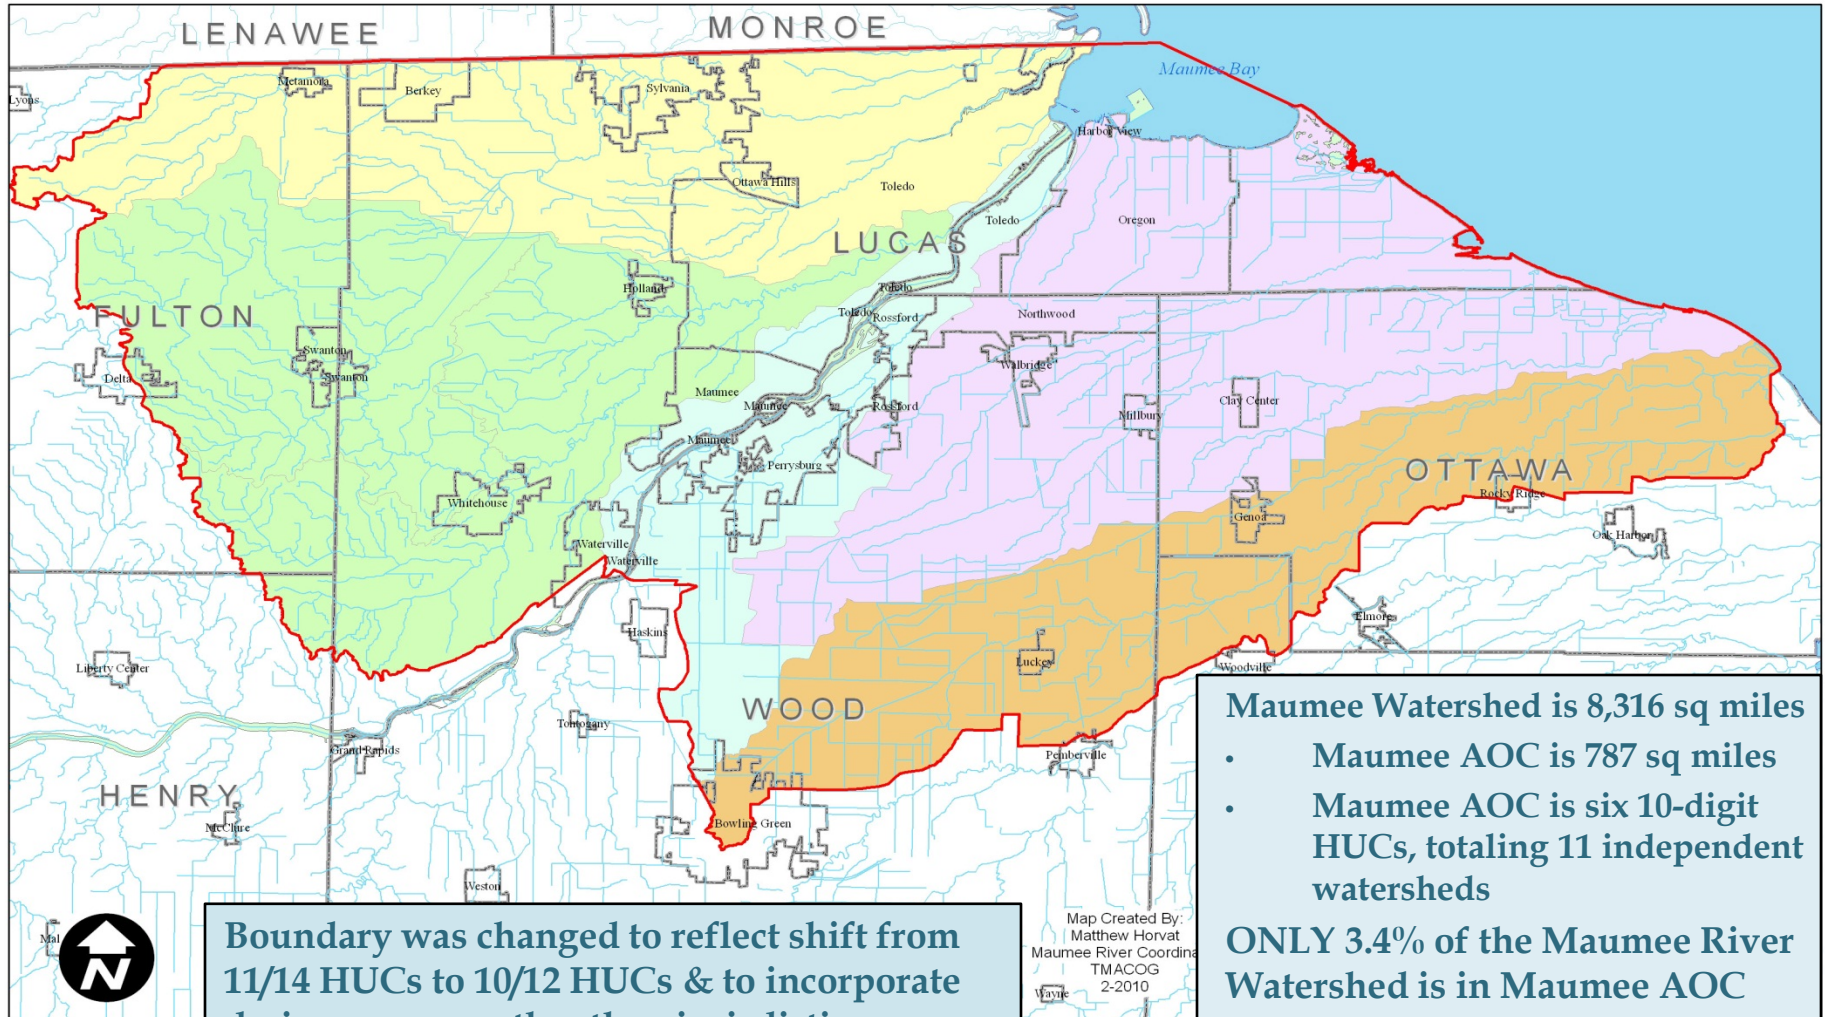 LENAWEE
MONROE
Maumee Bay
Lyons
Metamora
Berkey
Sylvania
Harbor View
Ottawa Hills
Toledo
Toledo
Oregon
LUCAS
Holland
Toledo
Toledo
Rossford
Northwood
FULTON
Swanton
Swanton
Delta
Walbridge
Maumee
Maumee
Rossford
Millbury
Clay Center
Maumee
Perrysburg
OTTAWA
Rocky Ridge
Whitehouse
Genoa
Oak Harbor
Waterville
Waterville
Haskins
Elmore
Liberty Center
Luckey
Woodville
WOOD
Tontogany
Grand Rapids
Pemberville
HENRY
McClure
Bowling Green
Weston
Mal
N
Wayne
Map Created By:
Matthew Horvat
Maumee River Coordina
TMACOG
2-2010
Boundary was changed to reflect shift from
11/14 HUCs to 10/12 HUCs & to incorporate
Maumee Watershed is 8,316 sq miles
• Maumee AOC is 787 sq miles
• Maumee AOC is six 10-digit
HUCs, totaling 11 independent
watersheds
ONLY 3.4% of the Maumee River
Watershed is in Maumee AOC